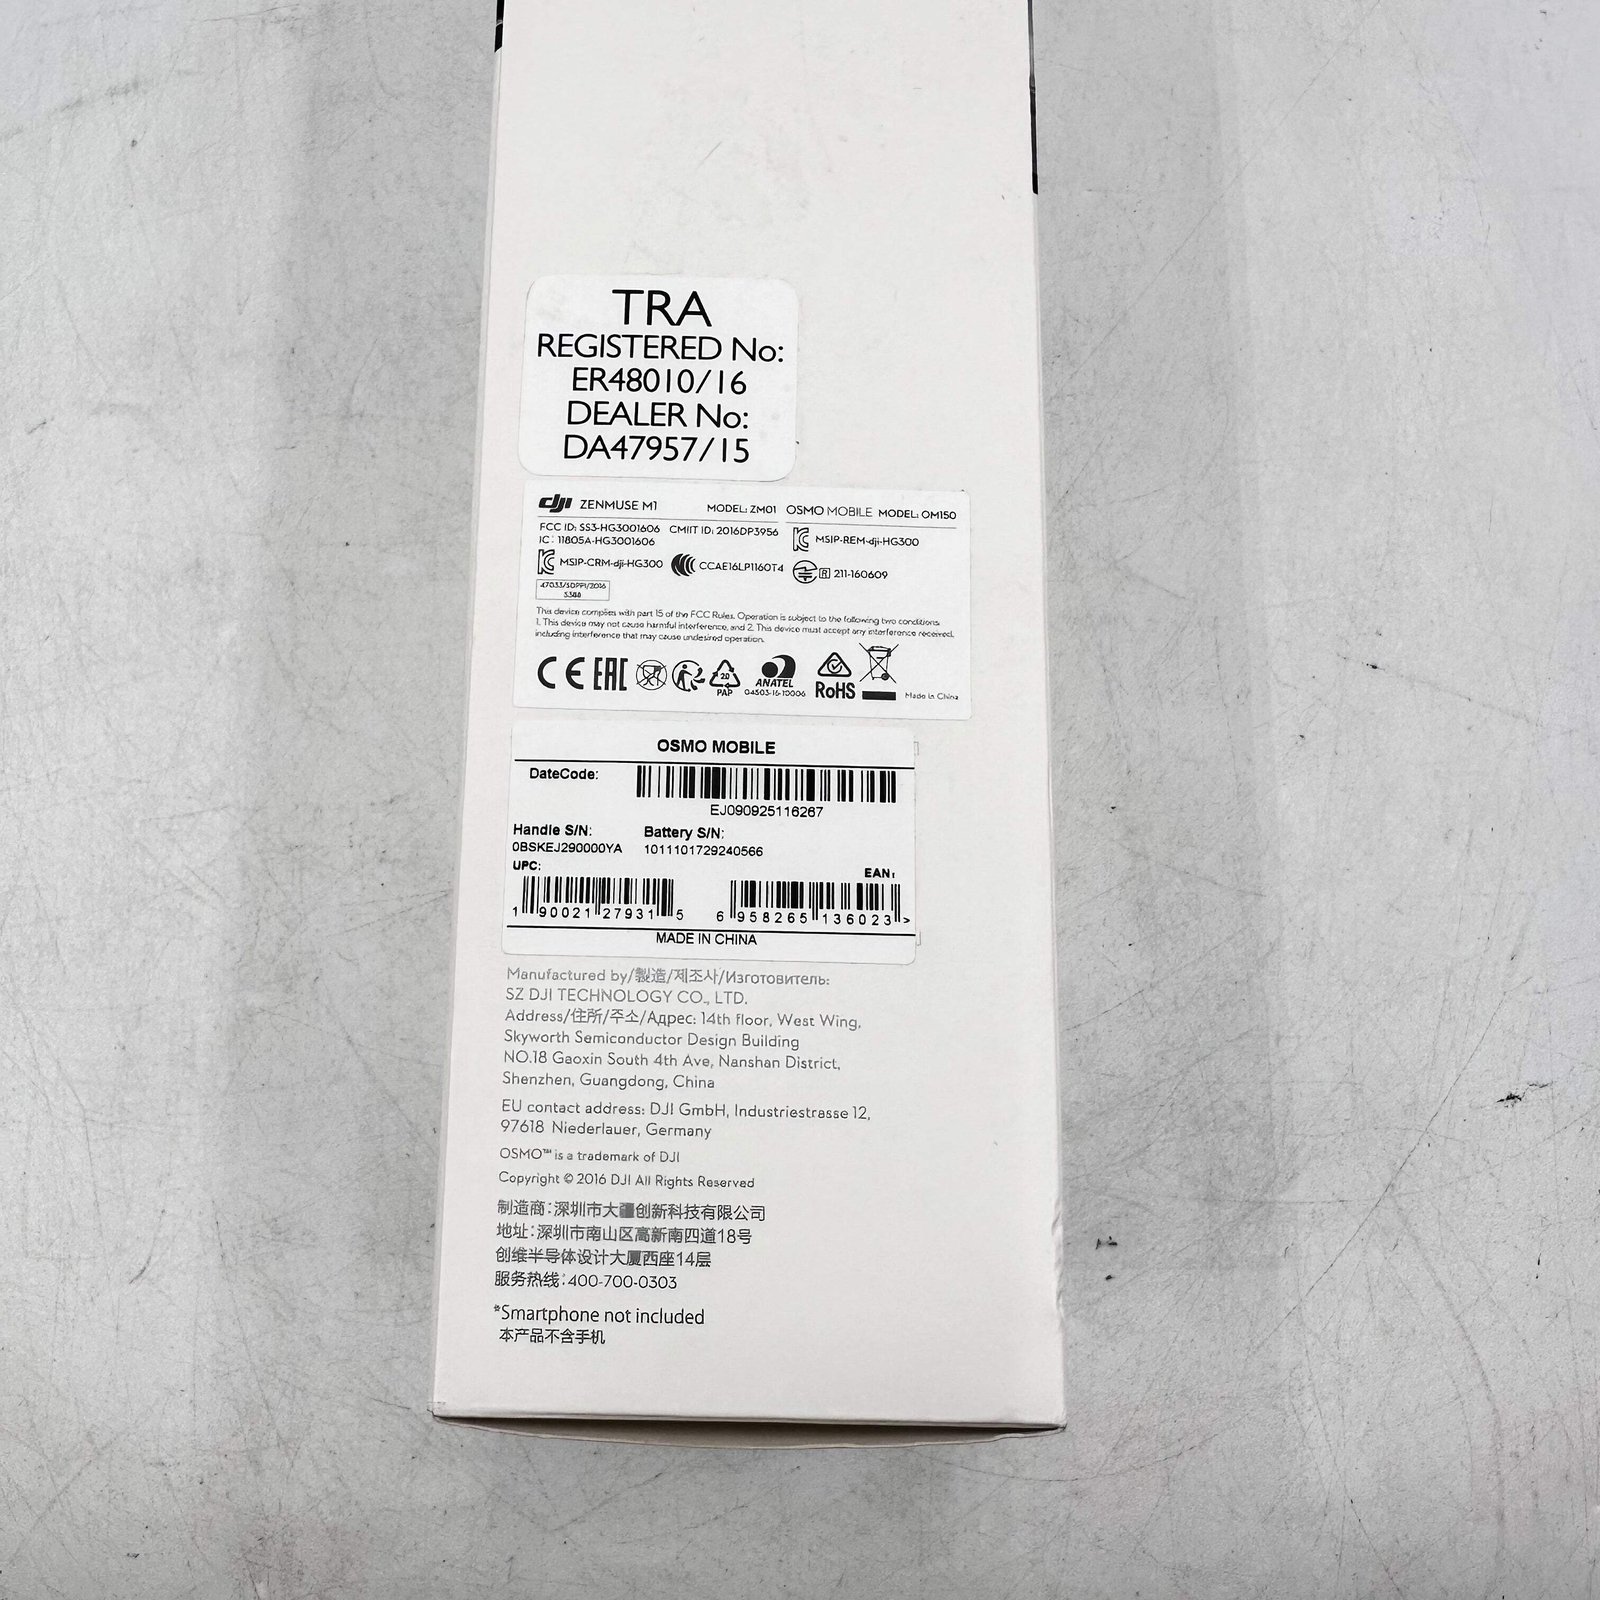 TRA
REGISTERED No:
ER48010/16
DEALER No:
DA47957/15
dji ZENMUSE M1 MODEL: ZM01 OSMO MOBILE MODEL: OM150
FCC ID: SS3-HG3001606 CMIIT ID: 2016DP3956
IC: 11805A-HG3001606
MSIP-REM-dji-HG300
MSIP-CRM-dji-HG300 CCAE16LP1160T4 R 211-160609
47033/SDPPI/2016
5388
This device complies with part 15 of the FCC Rules. Operation is subject to the following two conditions:
1. This device may not cause harmful interference, and 2. This device must accept any interference received,
including interference that may cause undesired operation.
CE EAC 20 PAP ANATEL 04503-16-10006 RoHS Made in China
OSMO MOBILE
DateCode:
EJ090925116267
Handle S/N: Battery S/N:
0BSKEJ290000YA 1011101729240566
UPC: EAN:
1 90021 27931 5 6 958265 136023 >
MADE IN CHINA
Manufactured by/製造/제조사/Изготовитель:
SZ DJI TECHNOLOGY CO., LTD.
Address/住所/주소/Адрес: 14th floor, West Wing,
Skyworth Semiconductor Design Building
NO.18 Gaoxin South 4th Ave, Nanshan District,
Shenzhen, Guangdong, China
EU contact address: DJI GmbH, Industriestrasse 12,
97618 Niederlauer, Germany
OSMO™ is a trademark of DJI
Copyright © 2016 DJI All Rights Reserved
制造商:深圳市大疆创新科技有限公司
地址:深圳市南山区高新南四道18号
创维半导体设计大厦西座14层
服务热线:400-700-0303
*Smartphone not included
本产品不含手机